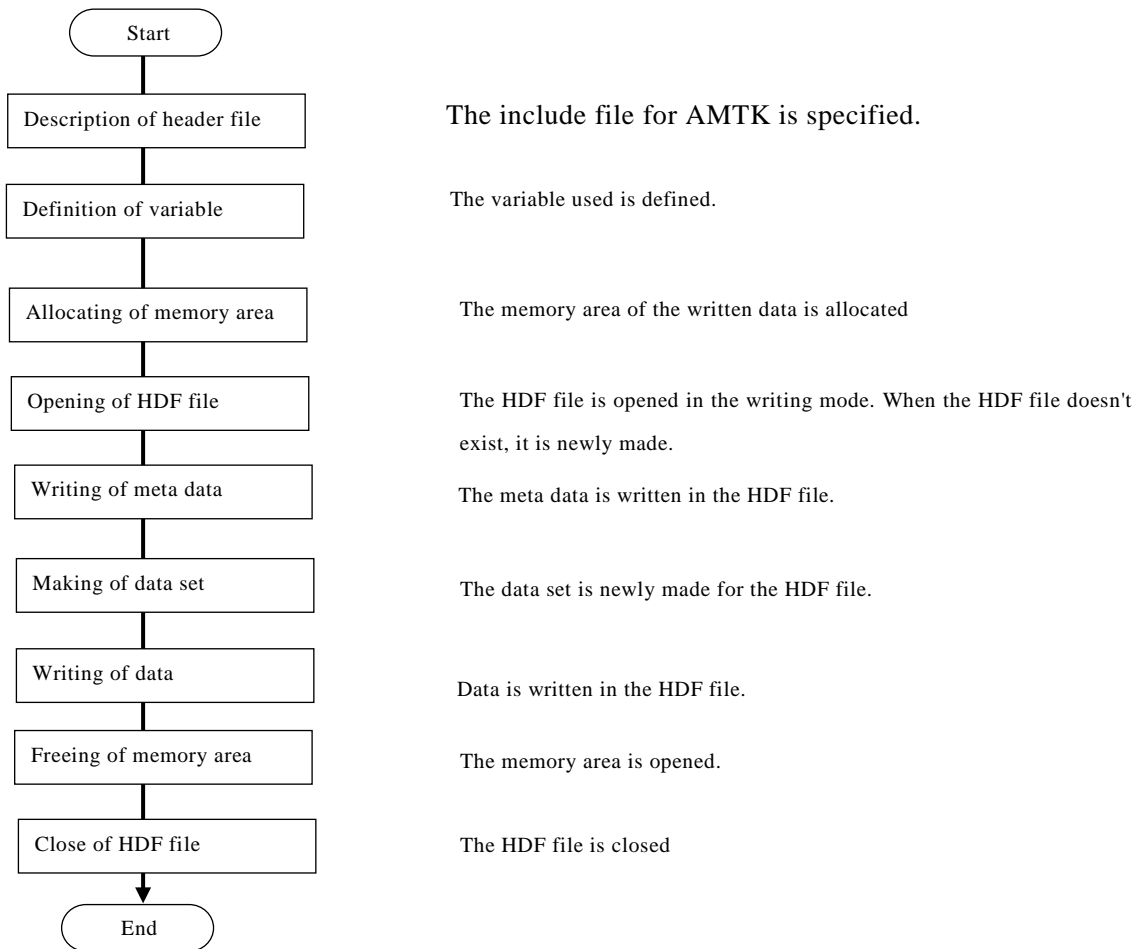 Start
Description of header file
The include file for AMTK is specified.
Definition of variable
The variable used is defined.
Allocating of memory area
The memory area of the written data is allocated
Opening of HDF file
The HDF file is opened in the writing mode. When the HDF file doesn't
exist, it is newly made.
Writing of meta data
The meta data is written in the HDF file.
Making of data set
The data set is newly made for the HDF file.
Writing of data
Data is written in the HDF file.
Freeing of memory area
The memory area is opened.
Close of HDF file
The HDF file is closed
End